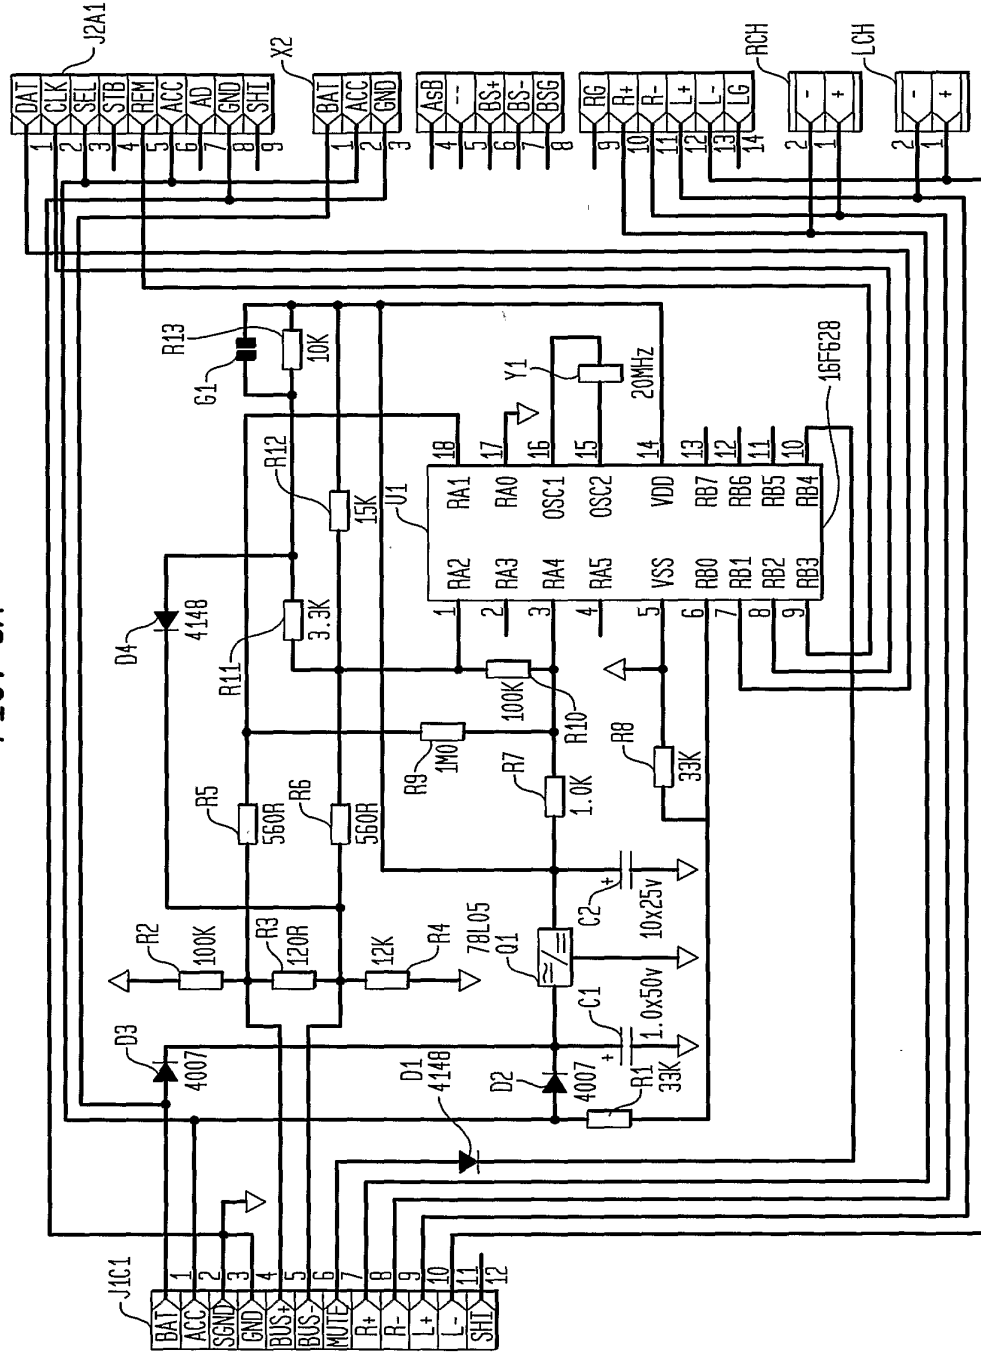 J1C1
BAT
ACC
SGND
GND
BUS+
BUS-
MUTE
R+
R-
L+
L-
SHI
1
2
3
4
5
6
7
8
9
10
11
12
D3
4007
D1
4148
D2
4007
R1
33K
C1
+
1.0x50v
R2
100K
R3
120R
12K
R4
78L05
Q1
≂/=
C2
+
10x25v
R5
560R
R6
560R
R7
1.0K
R8
33K
R9
1M0
100K
R10
D4
4148
R11
3.3K
R12
15K
G1
R13
10K
U1
RA2
RA3
RA4
RA5
VSS
RB0
RB1
RB2
RB3
1
2
3
4
5
6
7
8
9
RA1
RA0
OSC1
OSC2
VDD
RB7
RB6
RB5
RB4
18
17
16
15
14
13
12
11
10
Y1
20MHz
16F628
J2A1
DAT
CLK
SEL
STB
REM
ACC
AD
GND
SHI
1
2
3
4
5
6
7
8
9
X2
BAT
ACC
GND
1
2
3
AsB
--
BS+
BS-
BSG
4
5
6
7
8
RG
R+
R-
L+
L-
LG
9
10
11
12
13
14
RCH
-
+
2
1
LCH
-
+
2
1